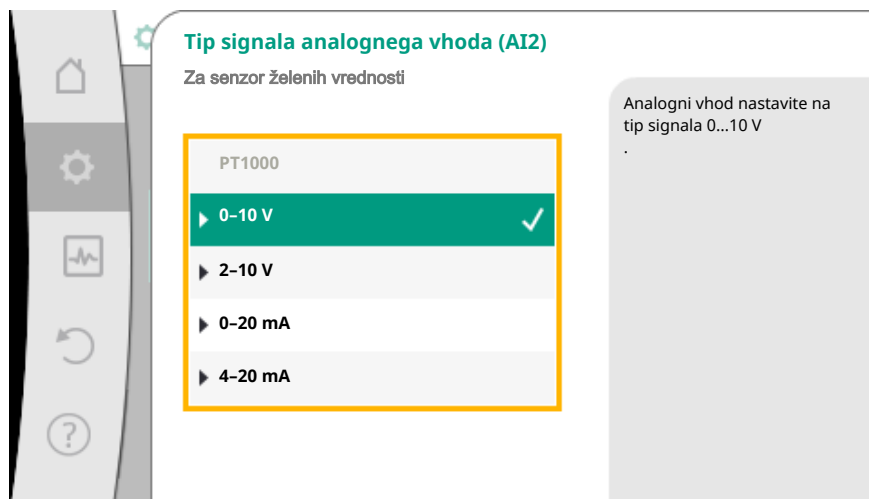 Tip signala analognega vhoda (AI2)
Za senzor želenih vrednosti
PT1000
0–10 V
2–10 V
0–20 mA
4–20 mA
Analogni vhod nastavite na
tip signala 0...10 V
.
?